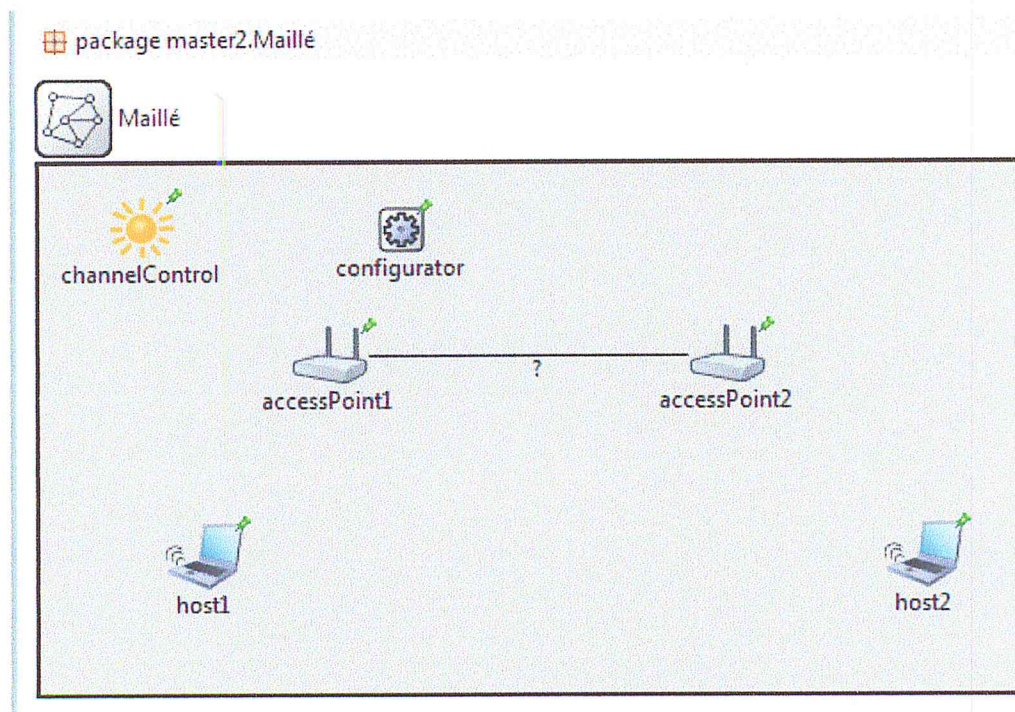 package master2.Maillé
Maillé
channelControl
configurator
?
accessPoint1
accessPoint2
host1
host2